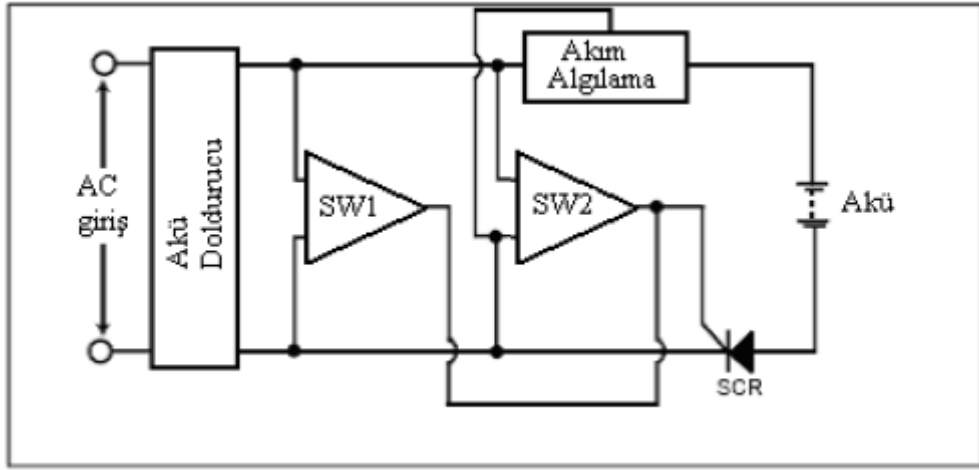 AC
giriş
Akü
Doldurucu
SW1
SW2
Akım
Algılama
Akü
SCR